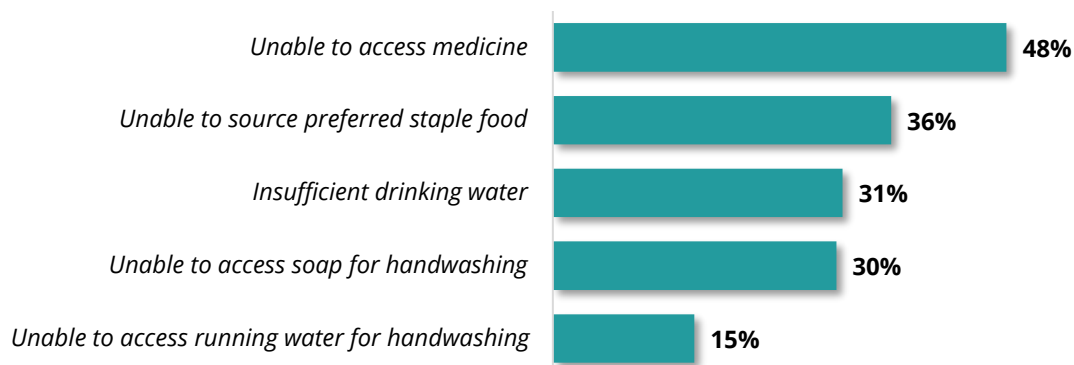 Unable to access medicine 48%
Unable to source preferred staple food 36%
Insufficient drinking water 31%
Unable to access soap for handwashing 30%
Unable to access running water for handwashing 15%